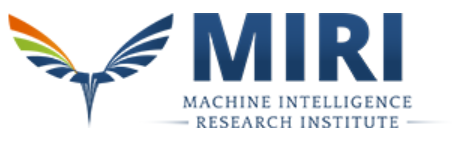 MIRI
MACHINE INTELLIGENCE
RESEARCH INSTITUTE